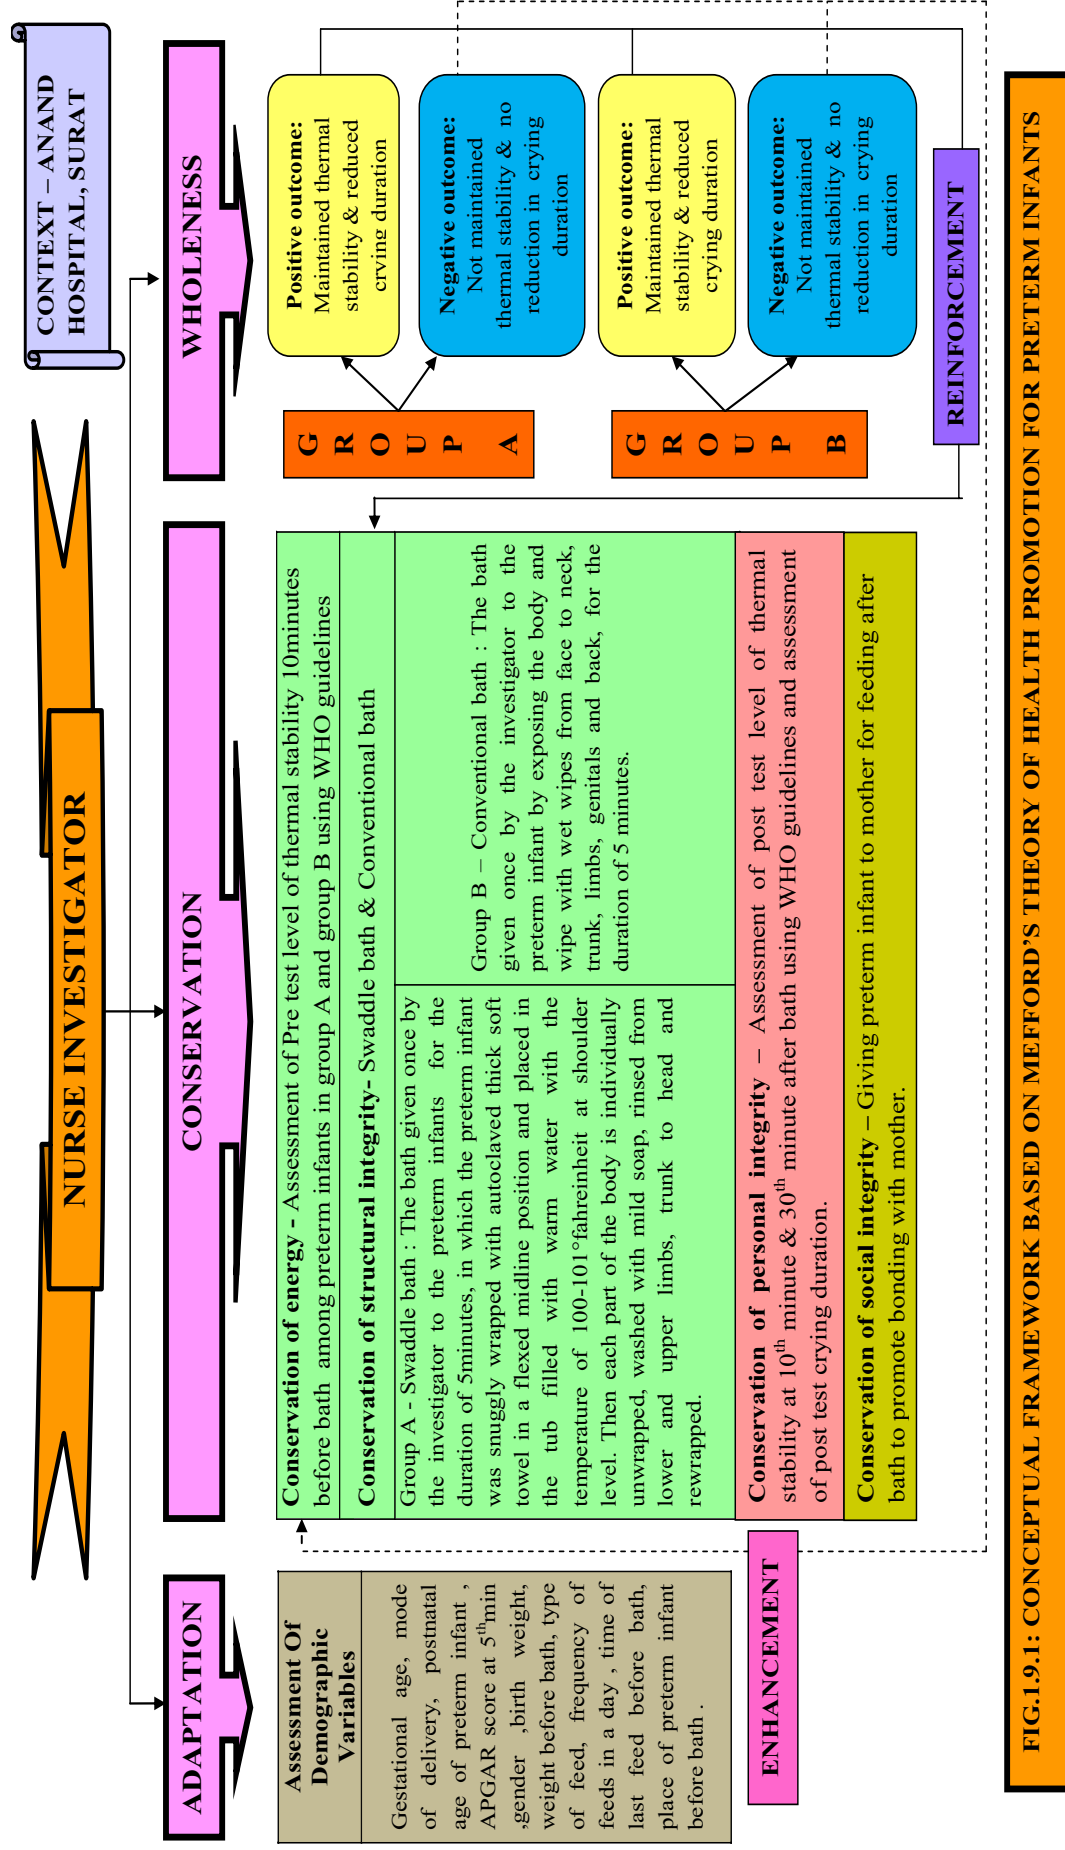 CONTEXT – ANAND
HOSPITAL, SURAT
NURSE INVESTIGATOR
ADAPTATION
CONSERVATION
WHOLENESS
Assessment Of
Demographic
Variables
Gestational age, mode
of delivery, postnatal
age of preterm infant ,
APGAR score at 5thmin
,gender ,birth weight,
weight before bath, type
of feed, frequency of
feeds in a day , time of
last feed before bath,
place of preterm infant
before bath .
Conservation of energy - Assessment of Pre test level of thermal stability 10minutes
before bath among preterm infants in group A and group B using WHO guidelines
Conservation of structural integrity- Swaddle bath & Conventional bath
Group A - Swaddle bath : The bath given once by
the investigator to the preterm infants for the
duration of 5minutes, in which the preterm infant
was snuggly wrapped with autoclaved thick soft
towel in a flexed midline position and placed in
the tub filled with warm water with the
temperature of 100-101°fahreinheit at shoulder
level. Then each part of the body is individually
unwrapped, washed with mild soap, rinsed from
lower and upper limbs, trunk to head and
rewrapped.
Group B – Conventional bath : The bath
given once by the investigator to the
preterm infant by exposing the body and
wipe with wet wipes from face to neck,
trunk, limbs, genitals and back, for the
duration of 5 minutes.
Conservation of personal integrity – Assessment of post test level of thermal
stability at 10th minute & 30th minute after bath using WHO guidelines and assessment
of post test crying duration.
Conservation of social integrity – Giving preterm infant to mother for feeding after
bath to promote bonding with mother.
GROUP A
Positive outcome:
Maintained thermal
stability & reduced
crying duration
Negative outcome:
Not maintained
thermal stability & no
reduction in crying
duration
GROUP B
Positive outcome:
Maintained thermal
stability & reduced
crying duration
Negative outcome:
Not maintained
thermal stability & no
reduction in crying
duration
ENHANCEMENT
REINFORCEMENT
FIG.1.9.1: CONCEPTUAL FRAMEWORK BASED ON MEFFORD'S THEORY OF HEALTH PROMOTION FOR PRETERM INFANTS